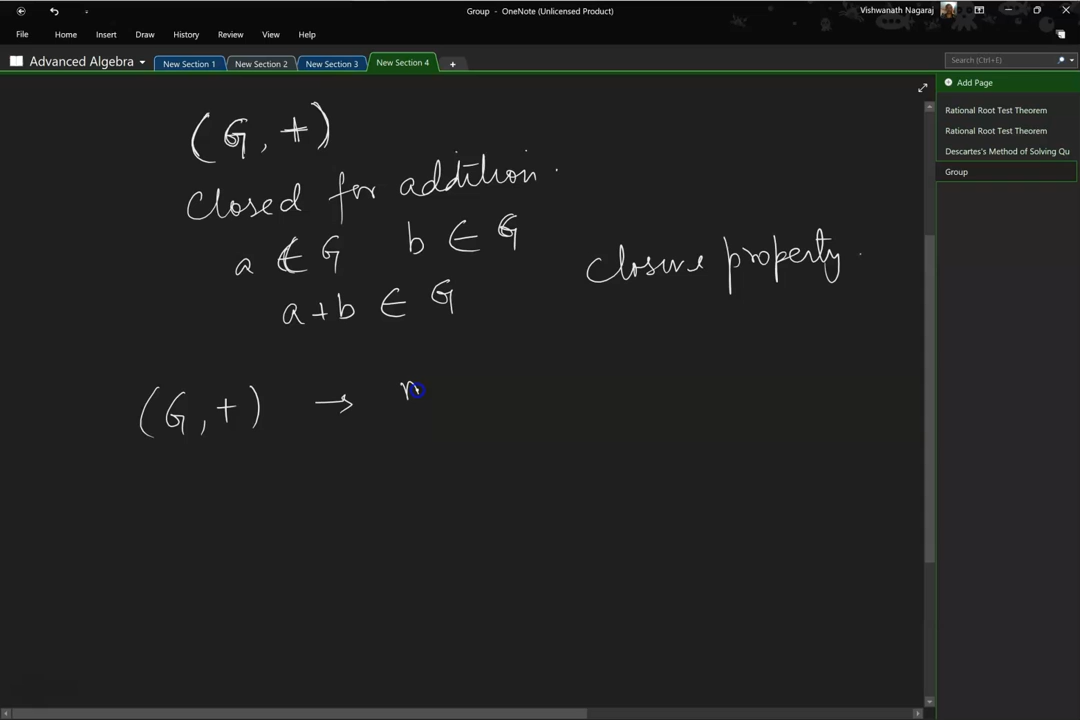 Group - OneNote (Unlicensed Product)
Vishwanath Nagaraj
File Home Insert Draw History Review View Help
Advanced Algebra
New Section 1
New Section 2
New Section 3
New Section 4
Search (Ctrl+E)
Add Page
Rational Root Test Theorem
Rational Root Test Theorem
Descartes's Method of Solving Qu
Group
(G, +)
Closed for addition.
a ∈ G b ∈ G
a + b ∈ G
Closure property.
(G, +) →